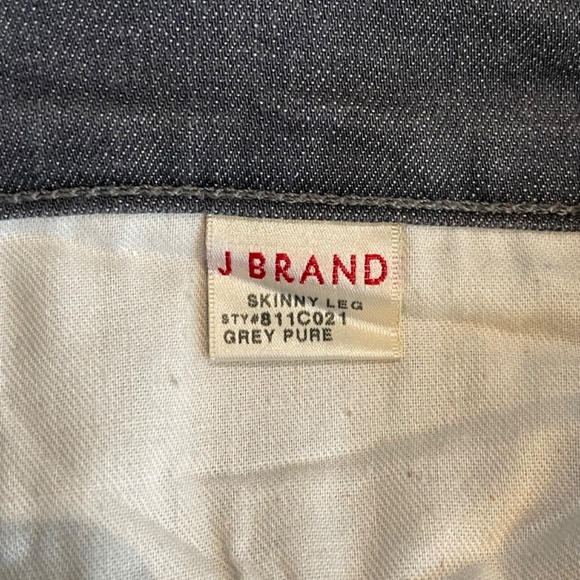 J BRAND
SKINNY LEG
STY#811C021
GREY PURE